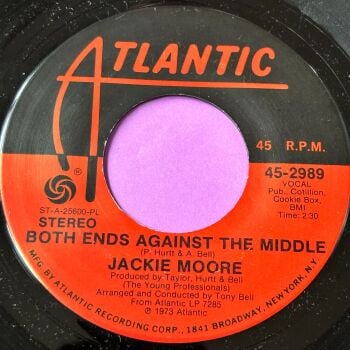 ATLANTIC
45 R.P.M.
45-2989
VOCAL
Pub., Cotillion,
Cookie Box,
BMI
Time: 2:30
®
ST-A-25600-PL
STEREO
BOTH ENDS AGAINST THE MIDDLE
(P. Hurtt & A. Bell)
JACKIE MOORE
Produced by Taylor, Hurtt & Bell
(The Young Professionals)
Arranged and Conducted by Tony Bell
From Atlantic LP 7285
℗ 1973 Atlantic
MFG. BY ATLANTIC RECORDING CORP., 1841 BROADWAY, NEW YORK, N.Y.